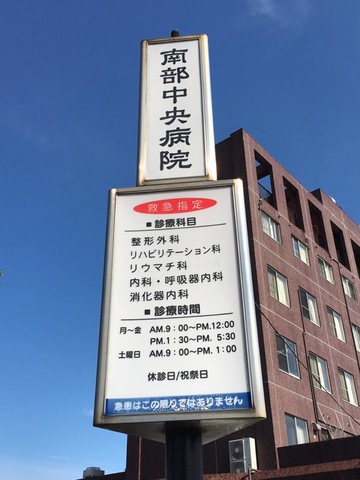 南部中央病院
救急指定
■診療科目
整形外科
リハビリテーション科
リウマチ科
内科・呼吸器内科
消化器内科
■診療時間
月~金 AM.9:00~PM.12:00
PM.1:30~PM. 5:30
土曜日 AM.9:00~PM. 1:00
休診日/祝祭日
急患はこの限りではありません